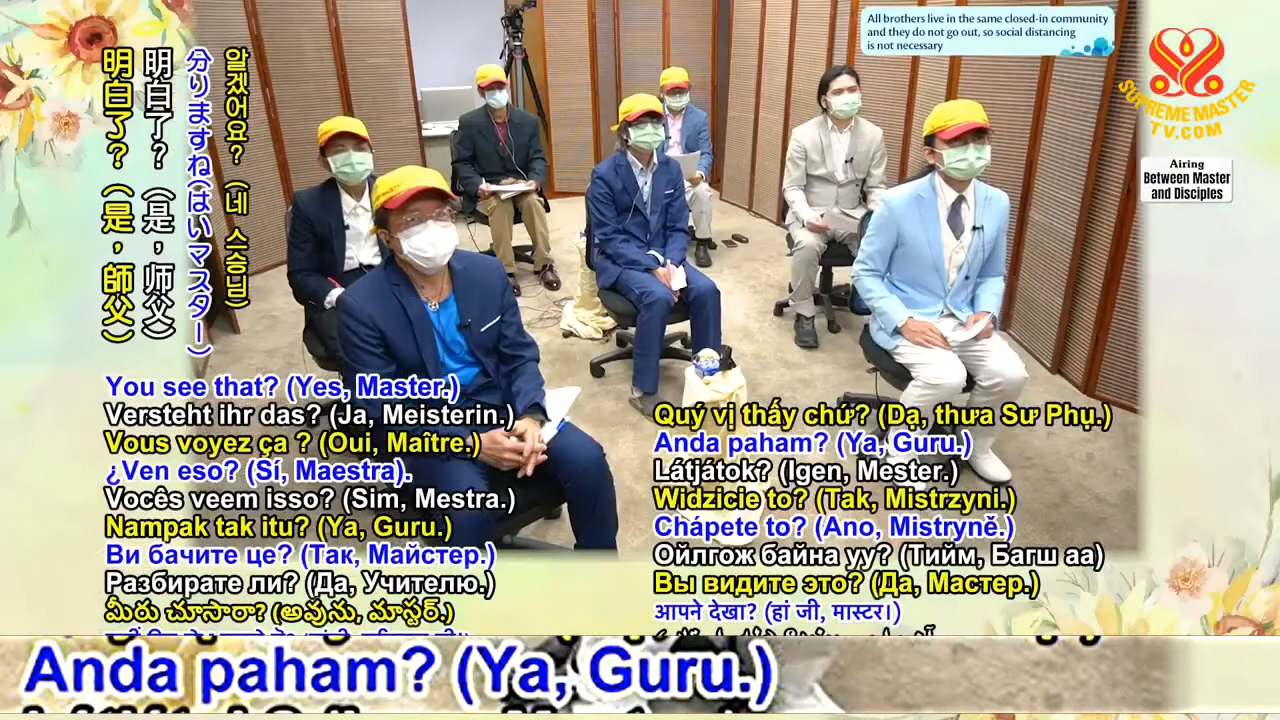 All brothers live in the same closed-in community
and they do not go out, so social distancing
is not necessary
SUPREME MASTER
TV.COM
Airing
Between Master
and Disciples
알겠어요? (네 스승님)
分りますね(はいマスター)
明白了? (是，师父)
明白了? (是，師父)
You see that? (Yes, Master.)
Versteht ihr das? (Ja, Meisterin.)
Vous voyez ça ? (Oui, Maître.)
¿Ven eso? (Sí, Maestra).
Vocês veem isso? (Sim, Mestra.)
Nampak tak itu? (Ya, Guru.)
Ви бачите це? (Так, Майстер.)
Разбирате ли? (Да, Учителю.)
మీరు చూసారా? (అవును, మాస్టర్.)
Quý vị thấy chứ? (Dạ, thưa Sư Phụ.)
Anda paham? (Ya, Guru.)
Látjátok? (Igen, Mester.)
Widzicie to? (Tak, Mistrzyni.)
Chápete to? (Ano, Mistryně.)
Ойлгож байна уу? (Тийм, Багш аа)
Вы видите это? (Да, Мастер.)
आपने देखा? (हां जी, मास्टर।)
Anda paham? (Ya, Guru.)